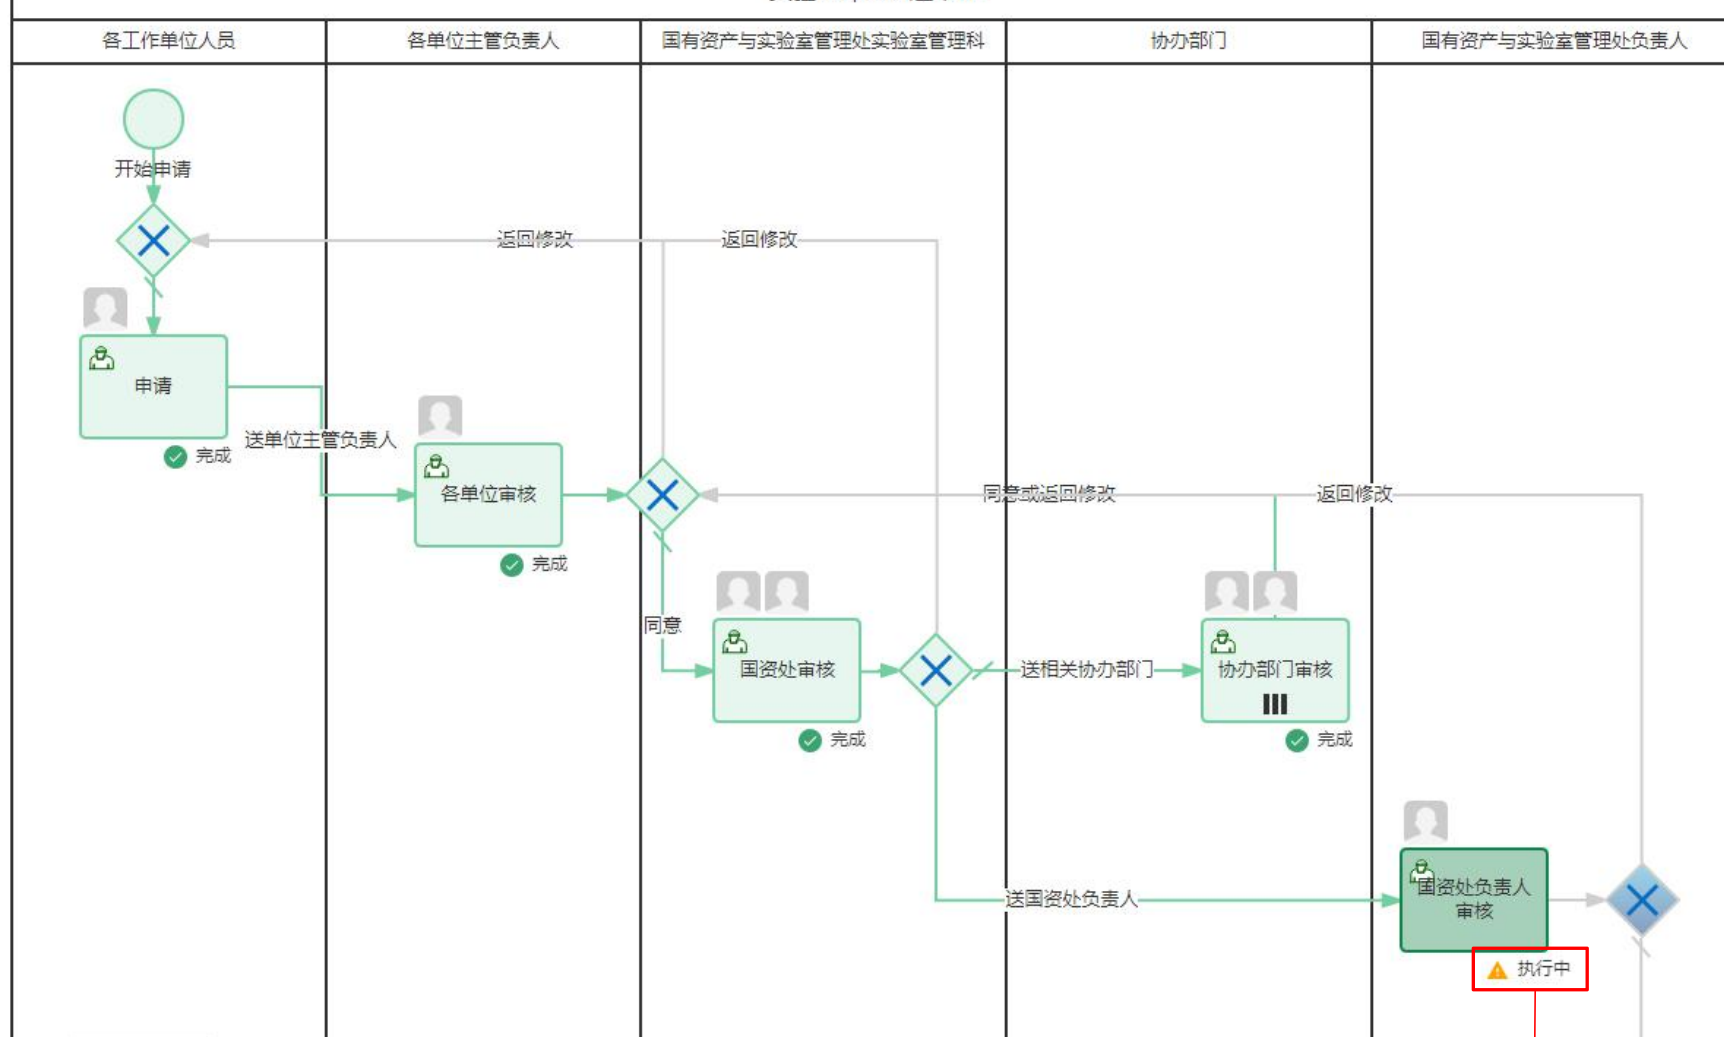 各工作单位人员
各单位主管负责人
国有资产与实验室管理处实验室管理科
协办部门
国有资产与实验室管理处负责人
开始申请
返回修改
返回修改
申请
完成
送单位主管负责人
各单位审核
完成
同意或返回修改
返回修改
同意
国资处审核
完成
送相关协办部门
协办部门审核
完成
送国资处负责人
国资处负责人
审核
执行中